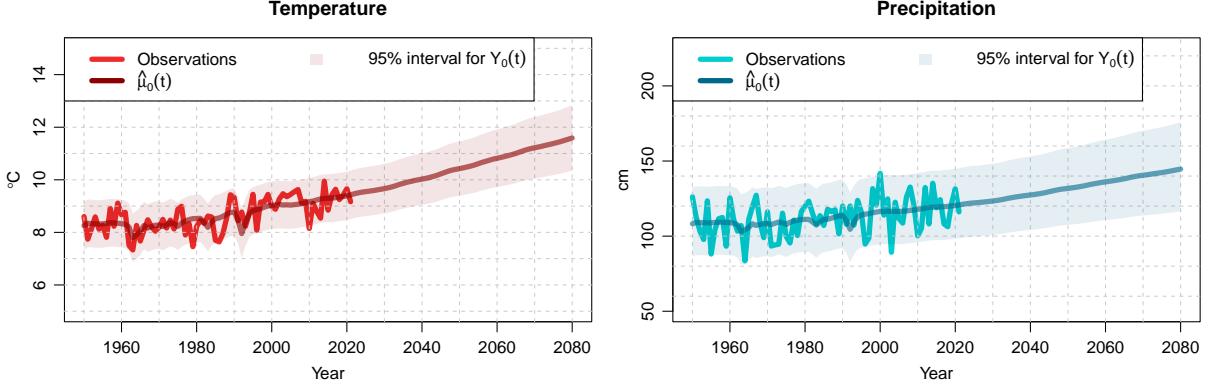 Temperature
Observations
μ̂₀(t)
95% interval for Y₀(t)
14
12
10
8
6
°C
1960 1980 2000 2020 2040 2060 2080
Year
Precipitation
Observations
μ̂₀(t)
95% interval for Y₀(t)
200
150
100
50
cm
1960 1980 2000 2020 2040 2060 2080
Year